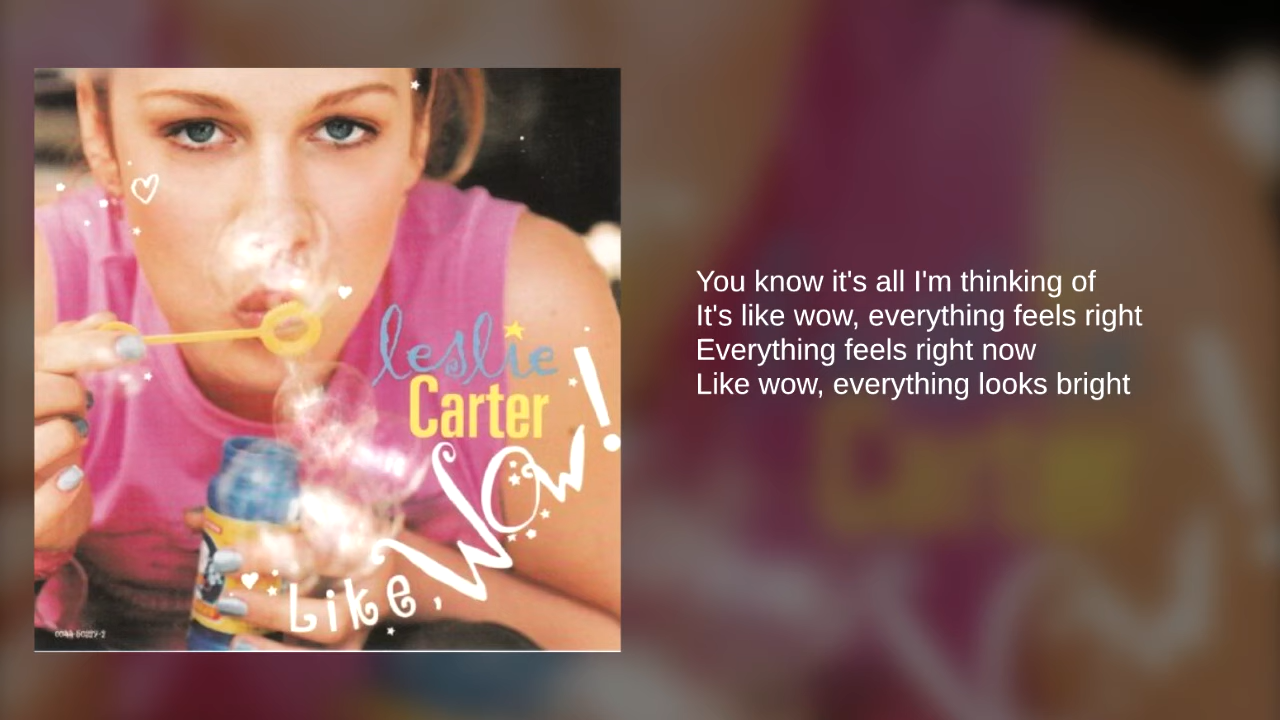 leslie
Carter
Like, Wow!
You know it's all I'm thinking of
It's like wow, everything feels right
Everything feels right now
Like wow, everything looks bright